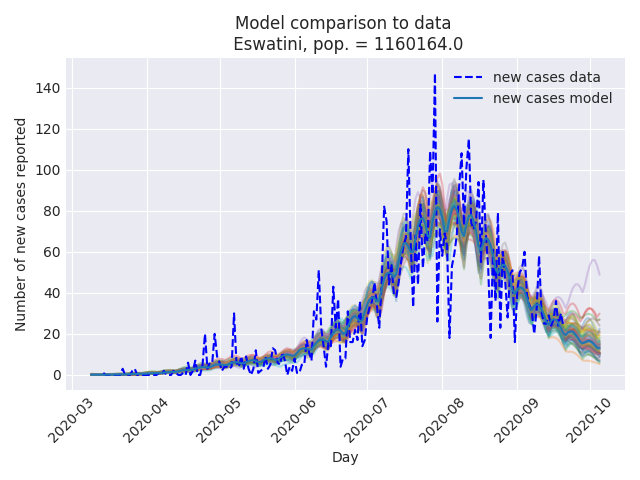 Model comparison to data
Eswatini, pop. = 1160164.0
new cases data
new cases model
Number of new cases reported
140
120
100
80
60
40
20
0
2020-03
2020-04
2020-05
2020-06
2020-07
2020-08
2020-09
2020-10
Day